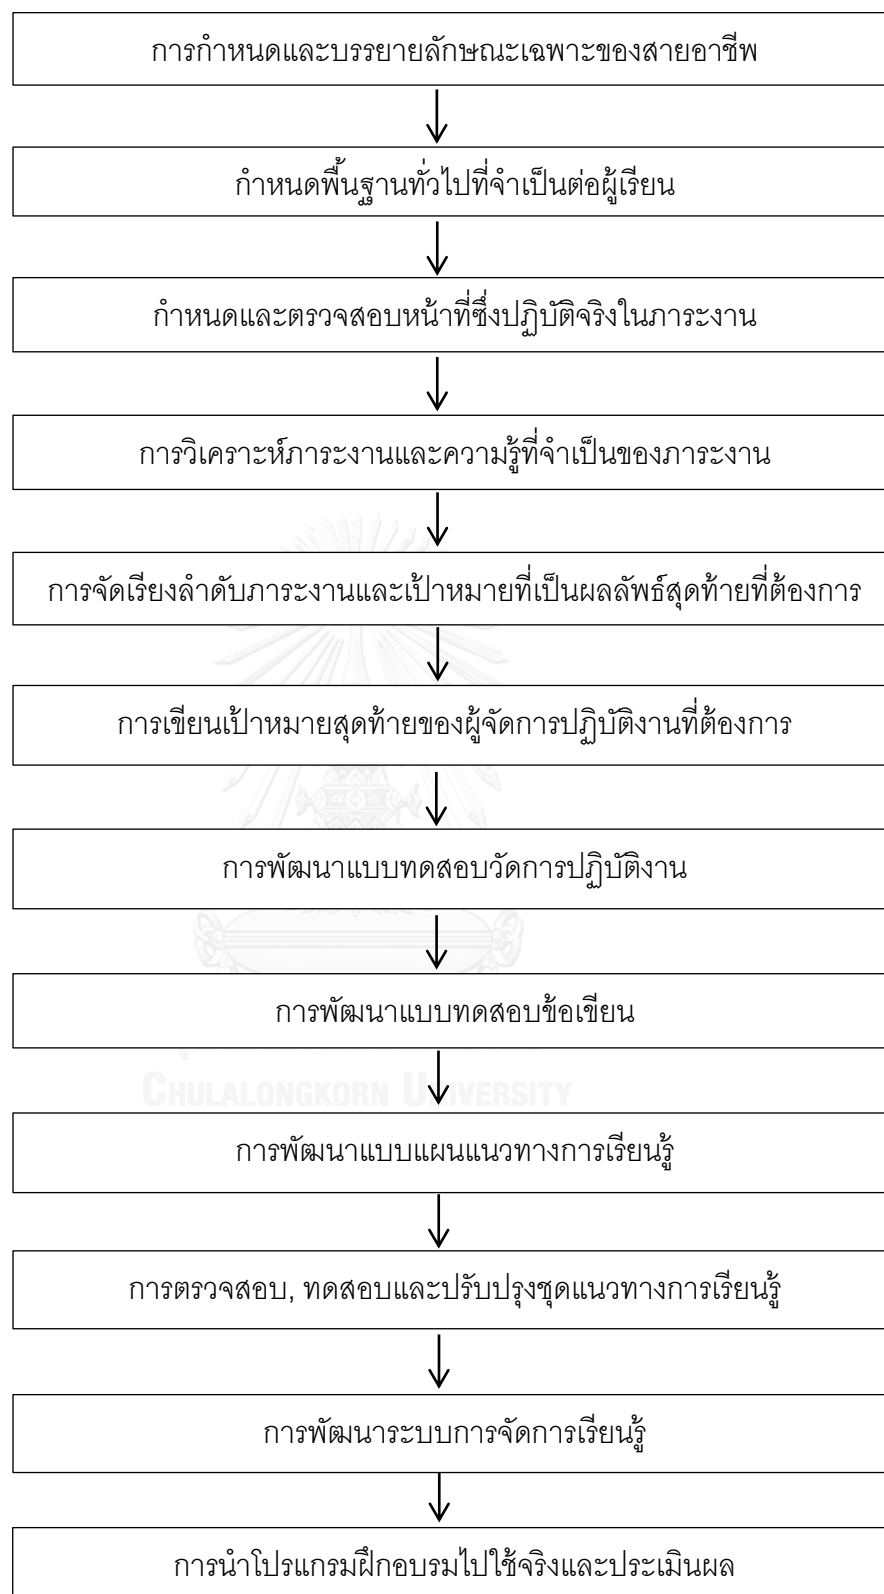 การกำหนดและบรรยายลักษณะเฉพาะของสายอาชีพ
กำหนดพื้นฐานทั่วไปที่จำเป็นต่อผู้เรียน
กำหนดและตรวจสอบหน้าที่ซึ่งปฏิบัติจริงในภาระงาน
การวิเคราะห์ภาระงานและความรู้ที่จำเป็นของภาระงาน
การจัดเรียงลำดับภาระงานและเป้าหมายที่เป็นผลลัพธ์สุดท้ายที่ต้องการ
การเขียนเป้าหมายสุดท้ายของผู้จัดการปฏิบัติงานที่ต้องการ
การพัฒนาแบบทดสอบวัดการปฏิบัติงาน
การพัฒนาแบบทดสอบข้อเขียน
CHULALONGKORN UNIVERSITY
การพัฒนาแบบแผนแนวทางการเรียนรู้
การตรวจสอบ, ทดสอบและปรับปรุงชุดแนวทางการเรียนรู้
การพัฒนาระบบการจัดการเรียนรู้
การนำโปรแกรมฝึกอบรมไปใช้จริงและประเมินผล